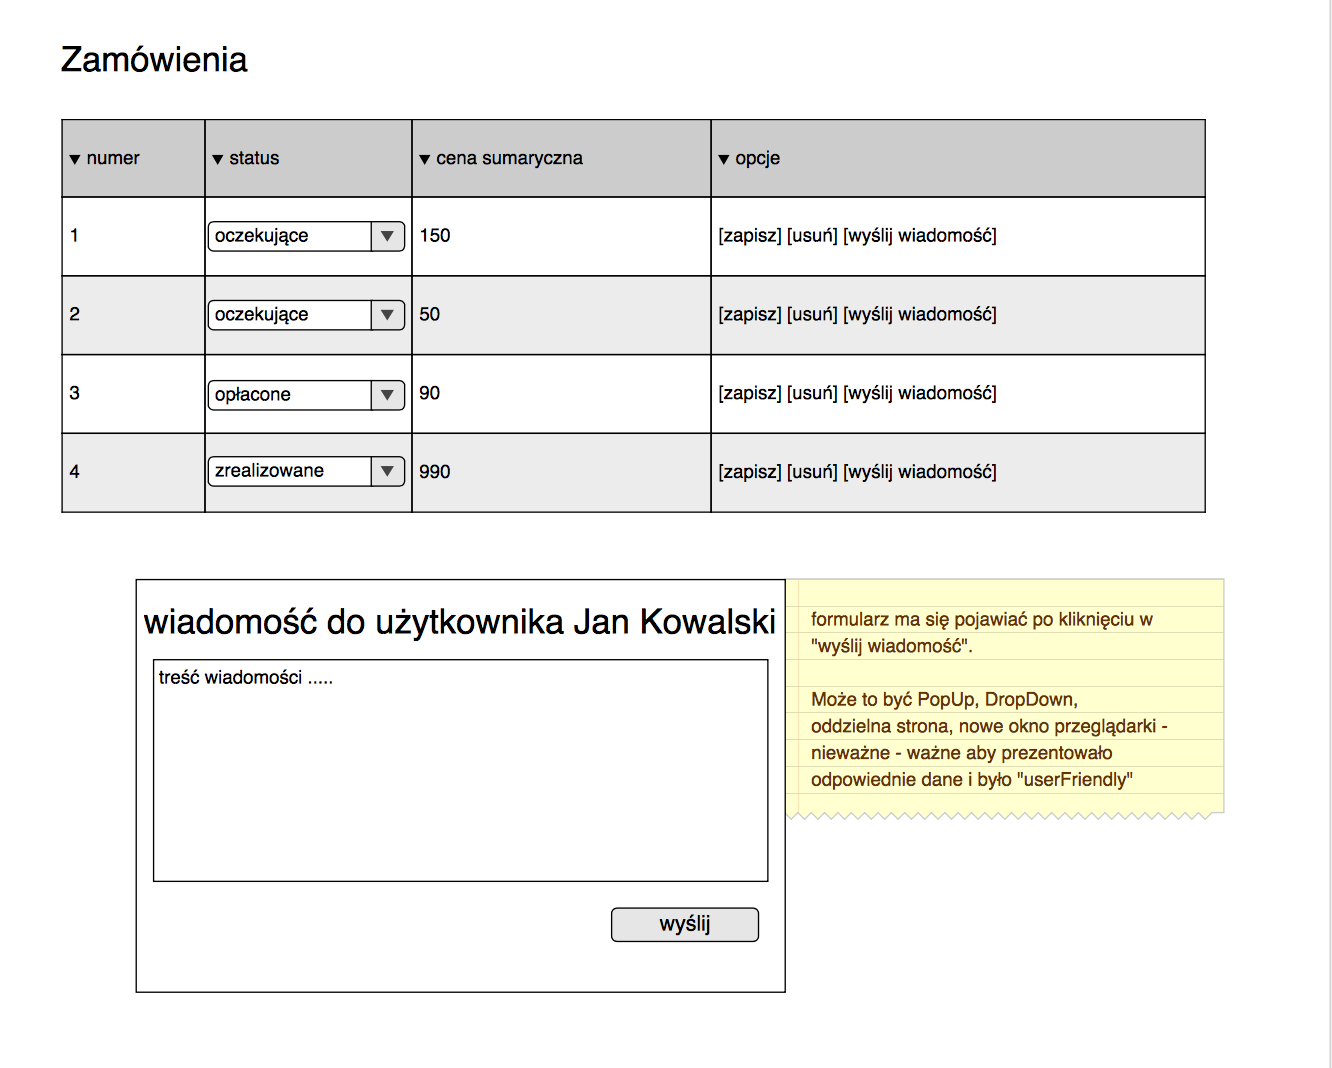 Zamówienia
numer status cena sumaryczna opcje
1 oczekujące 150 [zapisz] [usuń] [wyślij wiadomość]
2 oczekujące 50 [zapisz] [usuń] [wyślij wiadomość]
3 opłacone 90 [zapisz] [usuń] [wyślij wiadomość]
4 zrealizowane 990 [zapisz] [usuń] [wyślij wiadomość]
wiadomość do użytkownika Jan Kowalski
treść wiadomości .....
wyślij
formularz ma się pojawiać po kliknięciu w
"wyślij wiadomość".
Może to być PopUp, DropDown,
oddzielna strona, nowe okno przeglądarki -
nieważne - ważne aby prezentowało
odpowiednie dane i było "userFriendly"